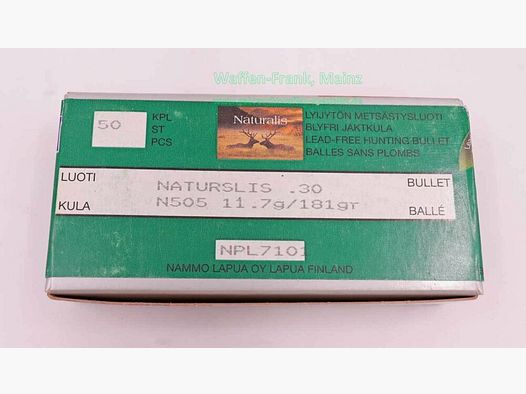 Waffen-Frank, Mainz
50
KPL
ST
PCS
Naturalis
LYIJYTÖN METSÄSTYSLUOTI
BLYFRI JAKTKULA
LEAD-FREE HUNTING BULLET
BALLES SANS PLOMBS
LUOTI
KULA
NATURSLIS .30
N505 11.7g/181gr
BULLET
BALLÉ
NPL7101
NAMMO LAPUA OY LAPUA FINLAND